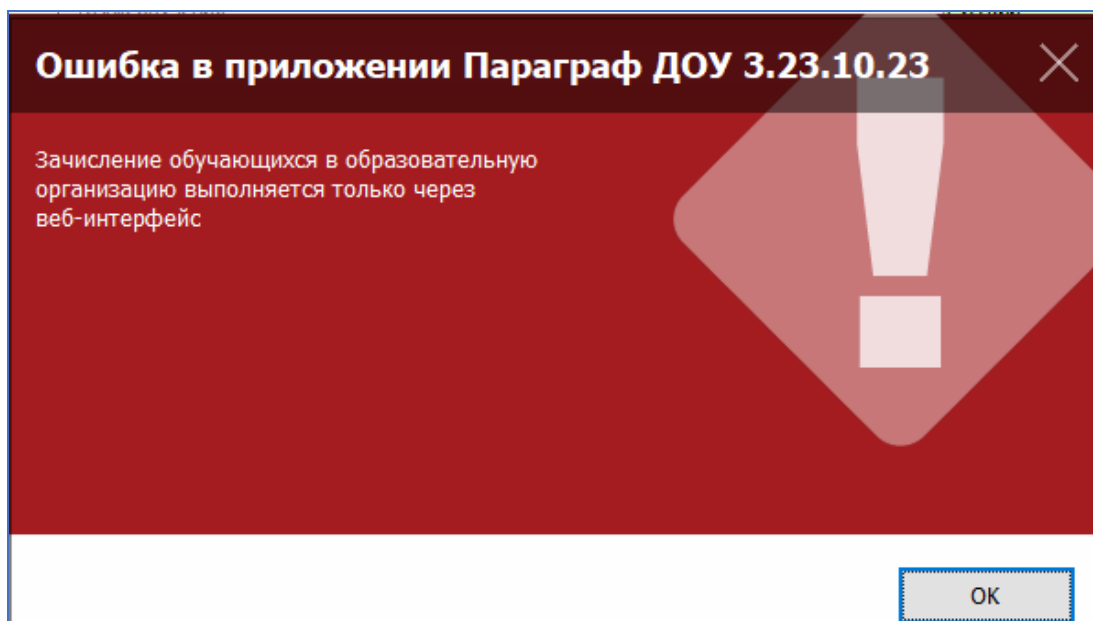 Ошибка в приложении Параграф ДОУ 3.23.10.23
Зачисление обучающихся в образовательную
организацию выполняется только через
веб-интерфейс
OK